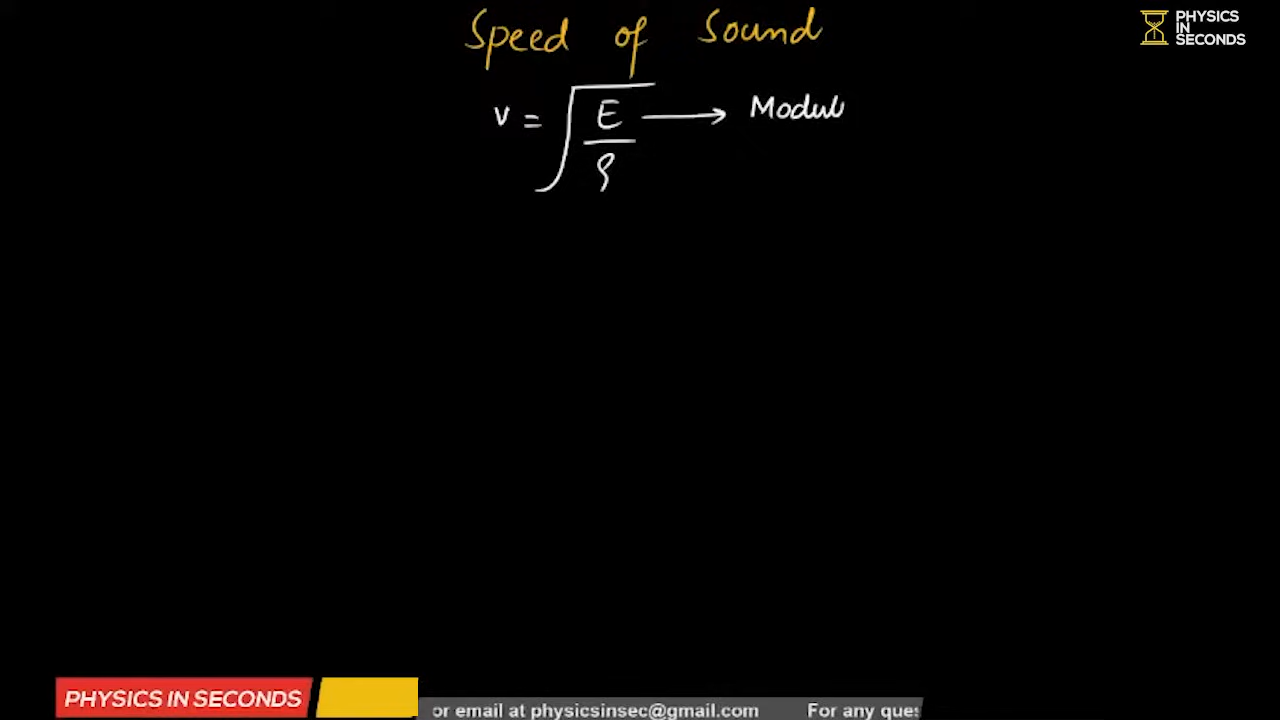 Speed of Sound
PHYSICS
IN
SECONDS
v = √(E/ρ) → Modul
PHYSICS IN SECONDS
or email at physicsinsec@gmail.com For any ques